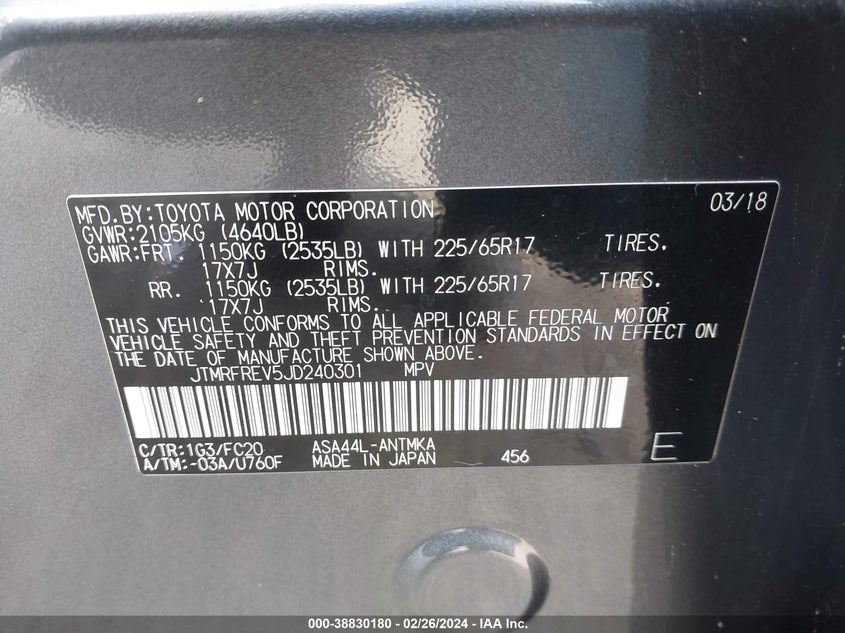 MFD.BY:TOYOTA MOTOR CORPORATION 03/18
GVWR:2105KG (4640LB)
GAWR:FRT. 1150KG (2535LB) WITH 225/65R17 TIRES.
17X7J RIMS.
RR. 1150KG (2535LB) WITH 225/65R17 TIRES.
17X7J RIMS.
THIS VEHICLE CONFORMS TO ALL APPLICABLE FEDERAL MOTOR
VEHICLE SAFETY AND THEFT PREVENTION STANDARDS IN EFFECT ON
THE DATE OF MANUFACTURE SHOWN ABOVE.
JTMRFREV5JD240301 MPV
C/TR:1G3/FC20 ASA44L-ANTMKA
A/TM:-03A/U760F MADE IN JAPAN 456 E
000-38830180 - 02/26/2024 - IAA Inc.